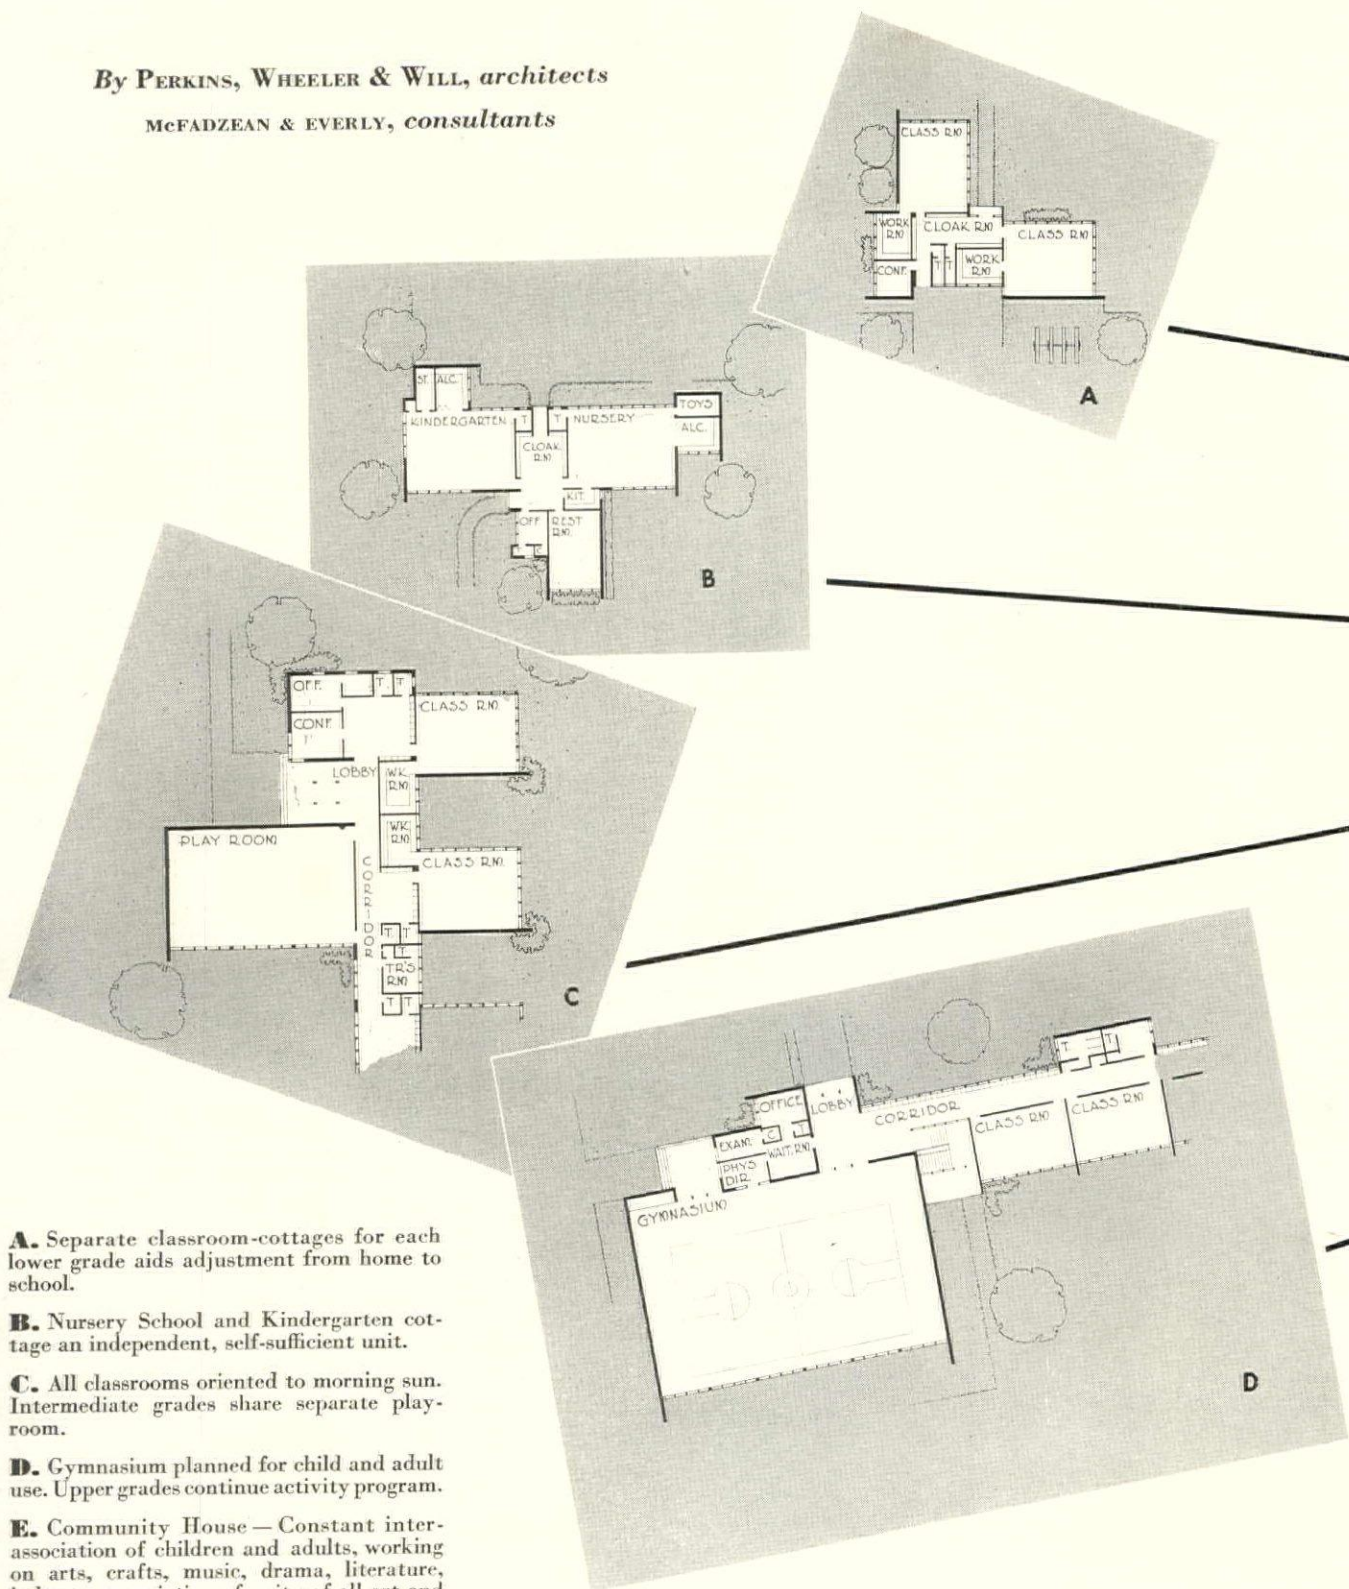 By PERKINS, WHEELER & WILL, architects
McFADZEAN & EVERLY, consultants
CLASS RM
WORK
RM
CLOAK RM
CLASS RM
CONF.
T T
WORK
RM
A
ST. ALC.
KINDERGARTEN
T
T
NURSERY
TOYS
ALC.
CLOAK
RM.
KIT.
OFF
REST
RM.
B
OFF.
T. T
CLASS RM.
CONF.
LOBBY
WK.
RM
PLAY ROOM
WK.
RM
CLASS RM.
CORRIDOR
T T
T
TR'S
RM
T T
C
T
T
OFFICE
LOBBY
CORRIDOR
CLASS RM
CLASS RM
EXAM.
C
T
WAIT. RM
PHYS
DIR
GYMNASIUM
D
A. Separate classroom-cottages for each
lower grade aids adjustment from home to
school.
B. Nursery School and Kindergarten cot-
tage an independent, self-sufficient unit.
C. All classrooms oriented to morning sun.
Intermediate grades share separate play-
room.
D. Gymnasium planned for child and adult
use. Upper grades continue activity program.
E. Community House — Constant inter-
association of children and adults, working
on arts, crafts, music, drama, literature,